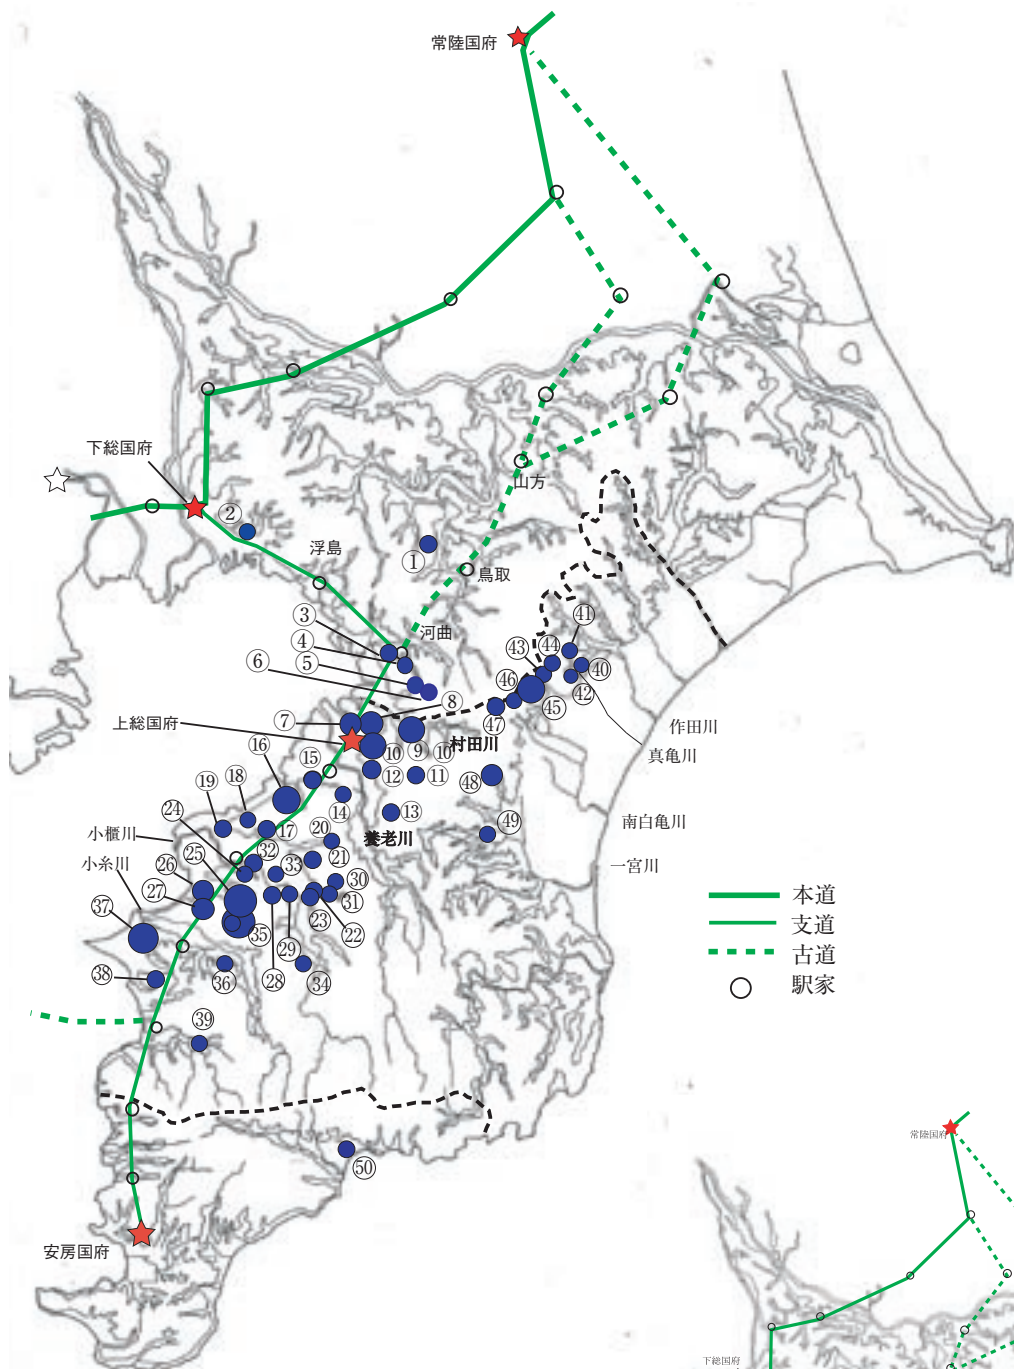 常陸国府
下総国府
②
浮島
①
山方
鳥取
河曲
③
④
⑤
⑥
㊶
㊸
㊹
㊵
㊻
㊷
㊺
㊼
⑦
⑧
上総国府
⑨
⑩
⑩
村田川
作田川
真亀川
⑯
⑮
⑫
⑪
㊽
⑲
⑱
⑭
⑬
㊾
南白亀川
㉔
⑰
⑳
養老川
小櫃川
㉕
㉜
㉑
一宮川
小糸川
㉖
㉝
㉚
㉗
㉛
㊲
㉓
㉒
㉟
㉙
㊳
㊱
㉘
㉞
㊴
㊿
安房国府
本道
支道
古道
駅家
常陸国府
下総国府